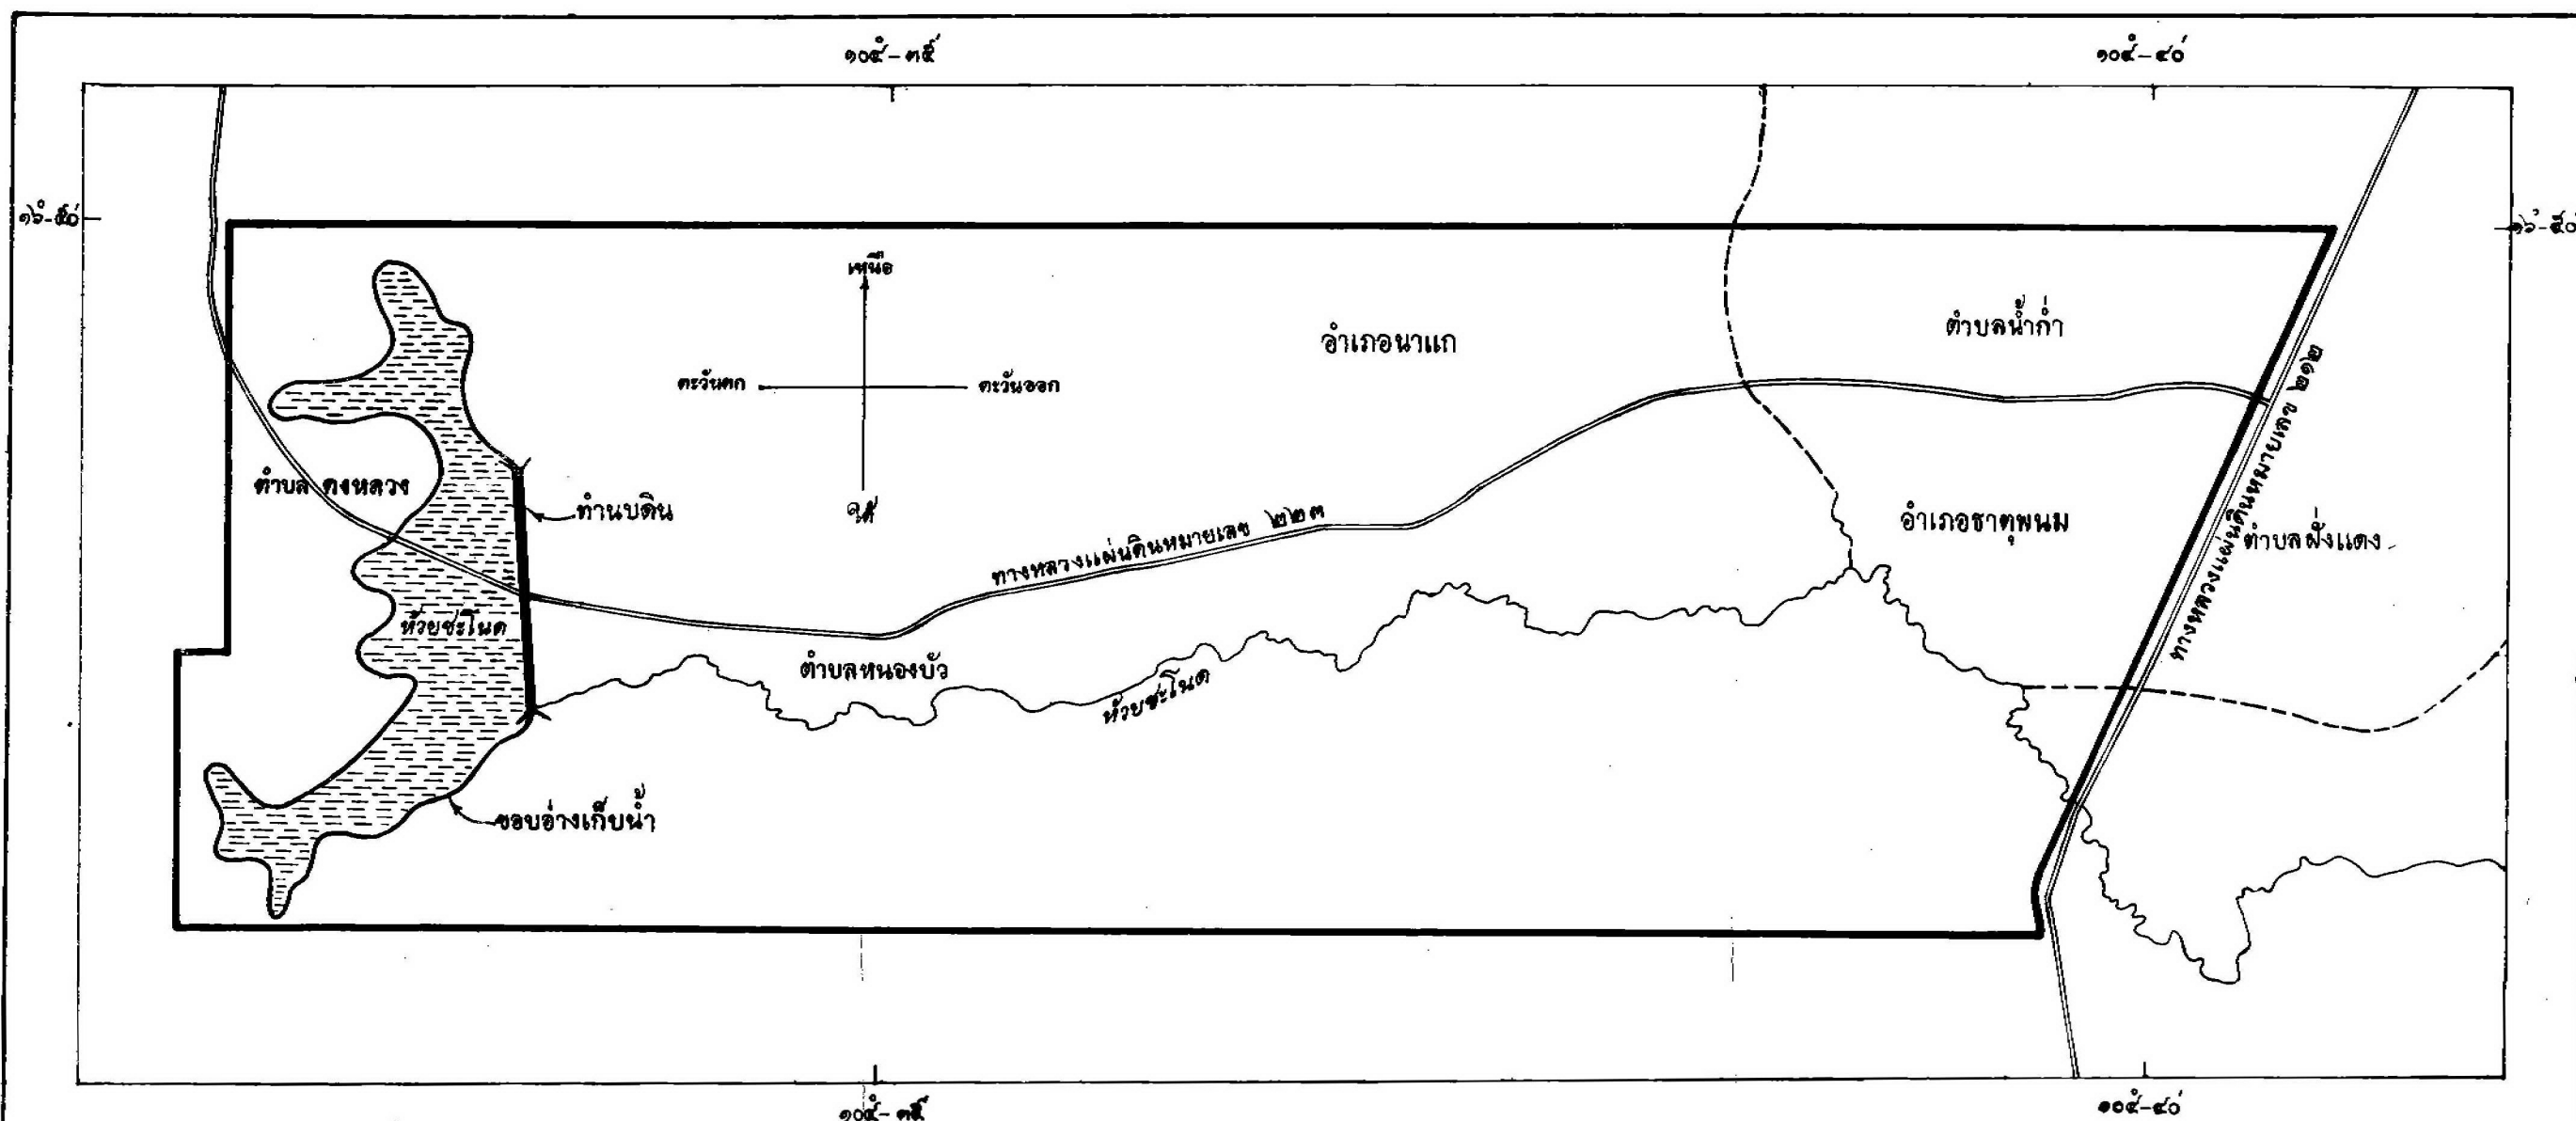 ๑๐๔°-๓๕'
๑๐๔°-๔๐'
๑๖°-๕๐'
๑๖°-๕๐'
เหนือ
ตะวันตก
ตะวันออก
ใต้
อำเภอนาแก
ตำบลน้ำก่ำ
ทางหลวงแผ่นดินหมายเลข ๒๑๒
ตำบล ดงหลวง
ทำนบดิน
ทางหลวงแผ่นดินหมายเลข ๒๒๓
อำเภอธาตุพนม
ตำบลฝั่งแดง
ห้วยชะโนด
ตำบลหนองบัว
ห้วยชะโนด
ขอบอ่างเก็บน้ำ
๑๐๔°-๓๕'
๑๐๔°-๔๐'